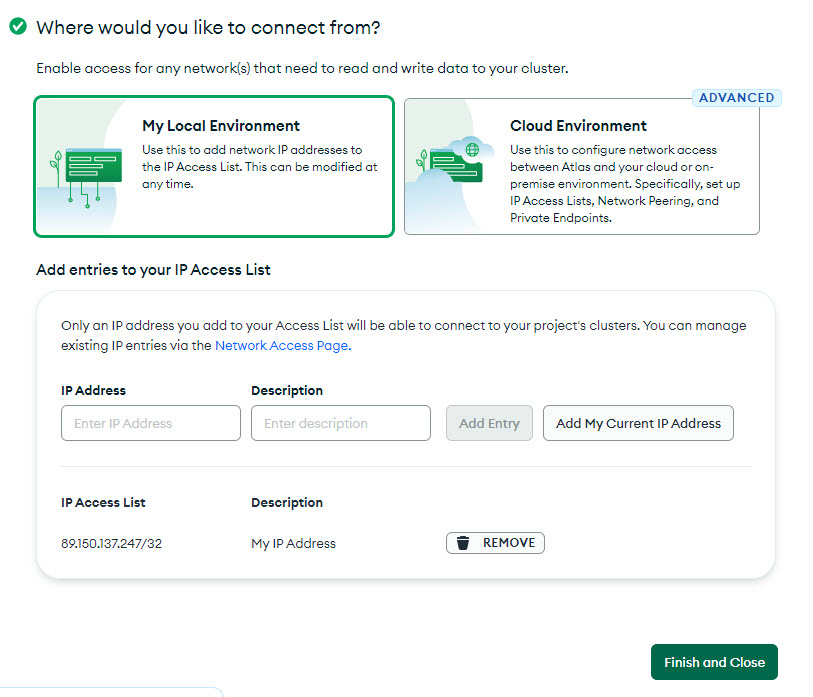 Where would you like to connect from?
Enable access for any network(s) that need to read and write data to your cluster.
My Local Environment
Use this to add network IP addresses to
the IP Access List. This can be modified at
any time.
ADVANCED
Cloud Environment
Use this to configure network access
between Atlas and your cloud or on-
premise environment. Specifically, set up
IP Access Lists, Network Peering, and
Private Endpoints.
Add entries to your IP Access List
Only an IP address you add to your Access List will be able to connect to your project's clusters. You can manage
existing IP entries via the Network Access Page.
IP Address Description
Enter IP Address Enter description Add Entry Add My Current IP Address
IP Access List Description
89.150.137.247/32 My IP Address REMOVE
Finish and Close